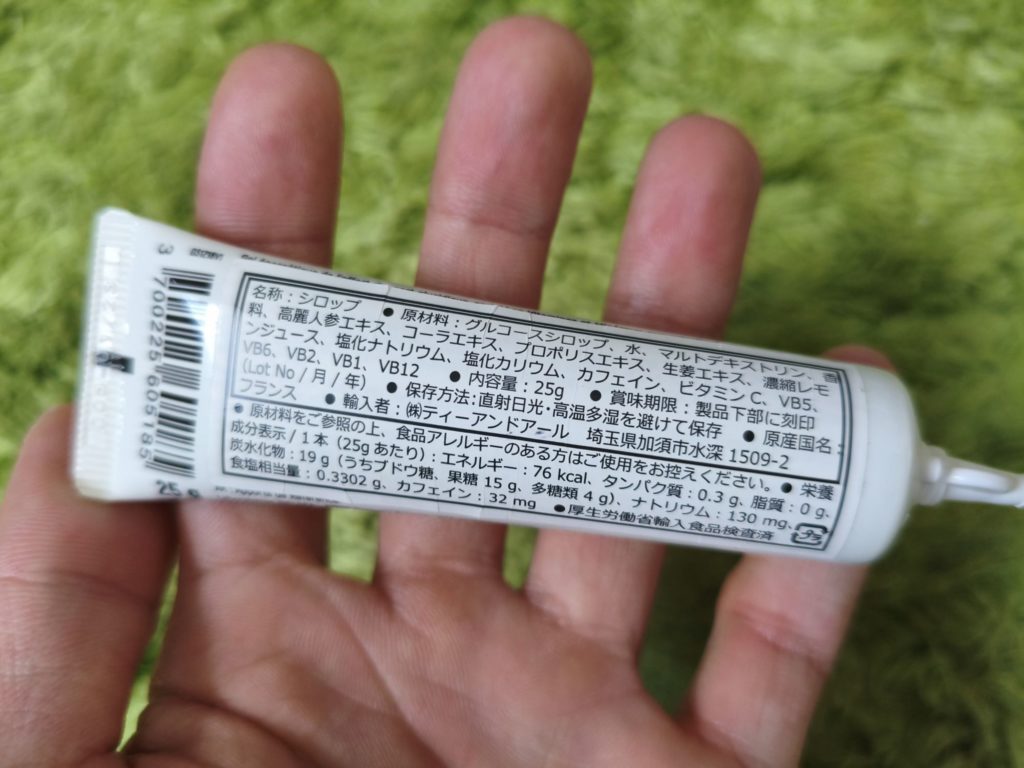 名称：シロップ ● 原材料：グルコースシロップ、水、マルトデキストリン、香
料、高麗人参エキス、コーラエキス、プロポリスエキス、生姜エキス、濃縮レモ
ンジュース、塩化ナトリウム、塩化カリウム、カフェイン、ビタミン C、VB5、
VB6、VB2、VB1、VB12 ● 内容量：25g ● 賞味期限：製品下部に刻印
(Lot No / 月 / 年) ● 保存方法:直射日光・高温多湿を避けて保存 ● 原産国名：
フランス ● 輸入者：㈱ティーアンドアール 埼玉県加須市水深 1509-2
● 原材料をご参照の上、食品アレルギーのある方はご使用をお控えください。● 栄養
成分表示 / 1 本 (25g あたり)：エネルギー：76 kcal、タンパク質：0.3 g、脂質：0 g、
炭水化物：19 g (うちブドウ糖、果糖 15 g、多糖類 4 g)、ナトリウム：130 mg、
食塩相当量：0.3302 g、カフェイン：32 mg ●厚生労働省輸入食品検査済
プラ
3 700225 605185
25 g